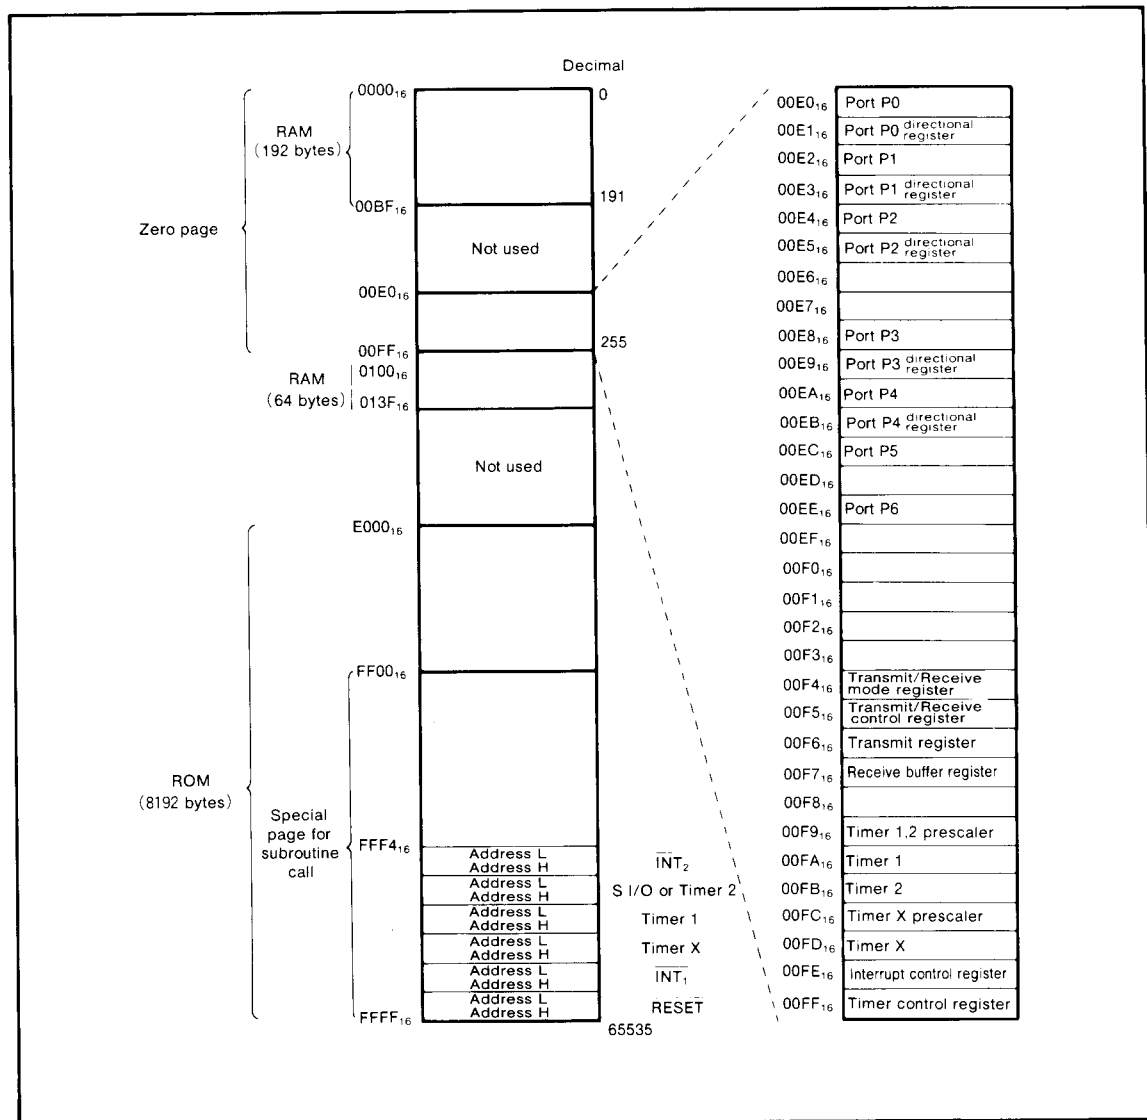 Decimal
0000₁₆
0
RAM
(192 bytes)
191
00BF₁₆
Zero page
Not used
00E0₁₆
255
00FF₁₆
RAM
(64 bytes)
0100₁₆
013F₁₆
Not used
E000₁₆
FF00₁₆
ROM
(8192 bytes)
Special
page for
subroutine
call
FFF4₁₆
Address L
Address H
INT₂
Address L
Address H
S I/O or Timer 2
Address L
Address H
Timer 1
Address L
Address H
Timer X
Address L
Address H
INT₁
Address L
Address H
RESET
FFFF₁₆
65535
00E0₁₆ Port P0
00E1₁₆ Port P0 directional register
00E2₁₆ Port P1
00E3₁₆ Port P1 directional register
00E4₁₆ Port P2
00E5₁₆ Port P2 directional register
00E6₁₆
00E7₁₆
00E8₁₆ Port P3
00E9₁₆ Port P3 directional register
00EA₁₆ Port P4
00EB₁₆ Port P4 directional register
00EC₁₆ Port P5
00ED₁₆
00EE₁₆ Port P6
00EF₁₆
00F0₁₆
00F1₁₆
00F2₁₆
00F3₁₆
00F4₁₆ Transmit/Receive mode register
00F5₁₆ Transmit/Receive control register
00F6₁₆ Transmit register
00F7₁₆ Receive buffer register
00F8₁₆
00F9₁₆ Timer 1,2 prescaler
00FA₁₆ Timer 1
00FB₁₆ Timer 2
00FC₁₆ Timer X prescaler
00FD₁₆ Timer X
00FE₁₆ Interrupt control register
00FF₁₆ Timer control register